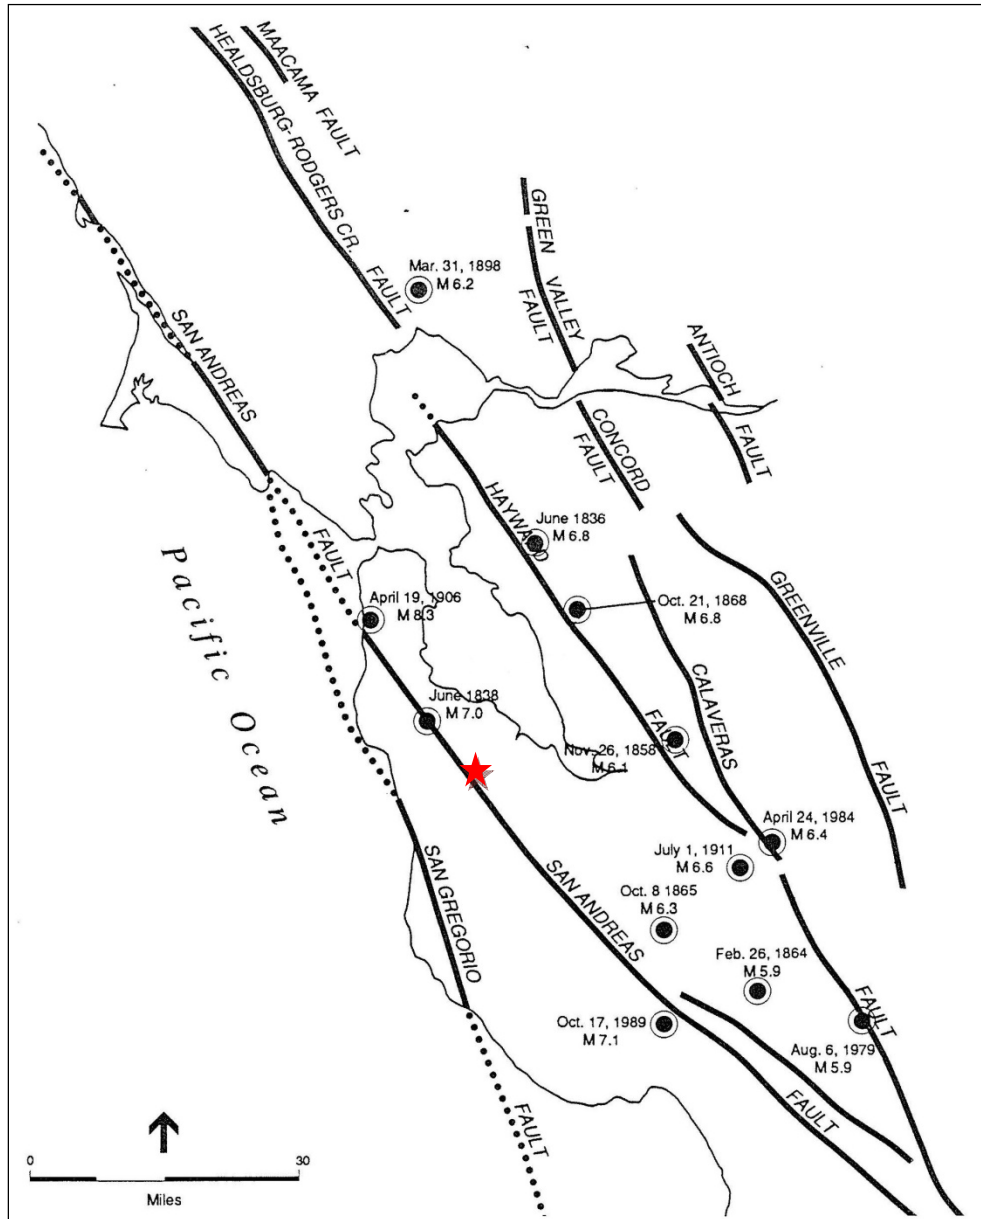 MAACAMA FAULT
HEALDSBURG-RODGERS CR.
FAULT
GREEN
VALLEY
FAULT
Mar. 31, 1898
M 6.2
SAN ANDREAS
ANTIOCH
FAULT
CONCORD
FAULT
HAYWARD
June 1836
M 6.8
FAULT
Pacific Ocean
April 19, 1906
M 8.3
Oct. 21, 1868
M 6.8
GREENVILLE
June 1838
M 7.0
CALAVERAS
FAULT
Nov. 26, 1858
M 6.1
FAULT
April 24, 1984
M 6.4
July 1, 1911
M 6.6
SAN ANDREAS
SAN GREGORIO
Oct. 8 1865
M 6.3
Feb. 26, 1864
M 5.9
FAULT
Oct. 17, 1989
M 7.1
Aug. 6, 1979
M 5.9
FAULT
FAULT
0 30
Miles